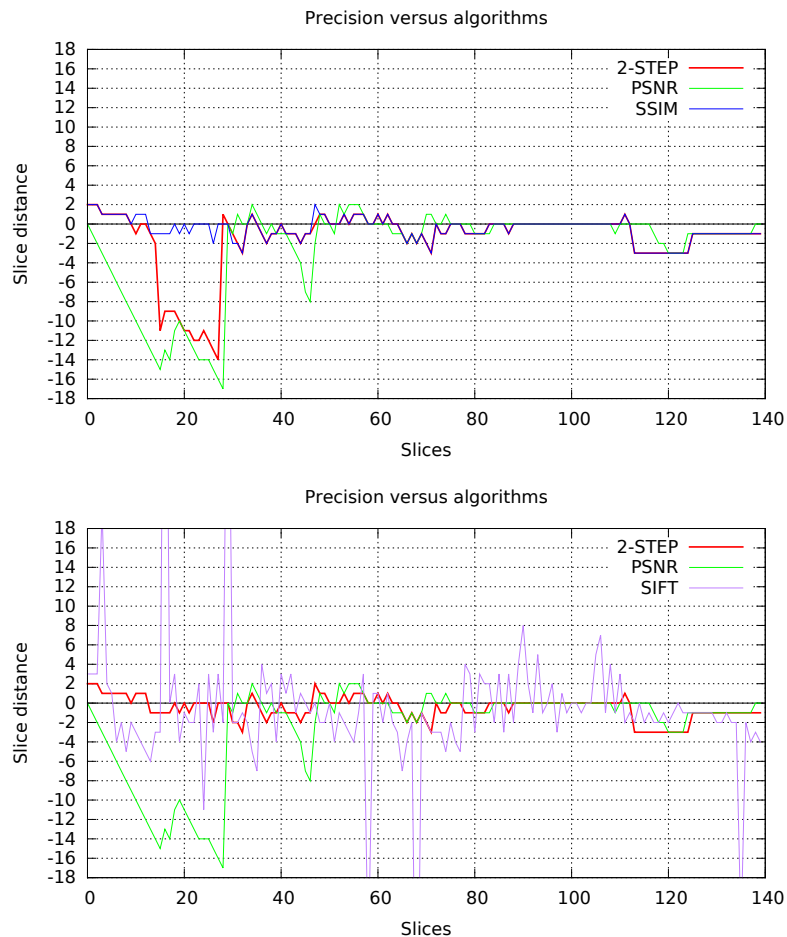 Precision versus algorithms
18
16
14
12
10
8
6
4
2
0
-2
-4
-6
-8
-10
-12
-14
-16
-18
Slice distance
2-STEP
PSNR
SSIM
0 20 40 60 80 100 120 140
Slices
Precision versus algorithms
18
16
14
12
10
8
6
4
2
0
-2
-4
-6
-8
-10
-12
-14
-16
-18
Slice distance
2-STEP
PSNR
SIFT
0 20 40 60 80 100 120 140
Slices